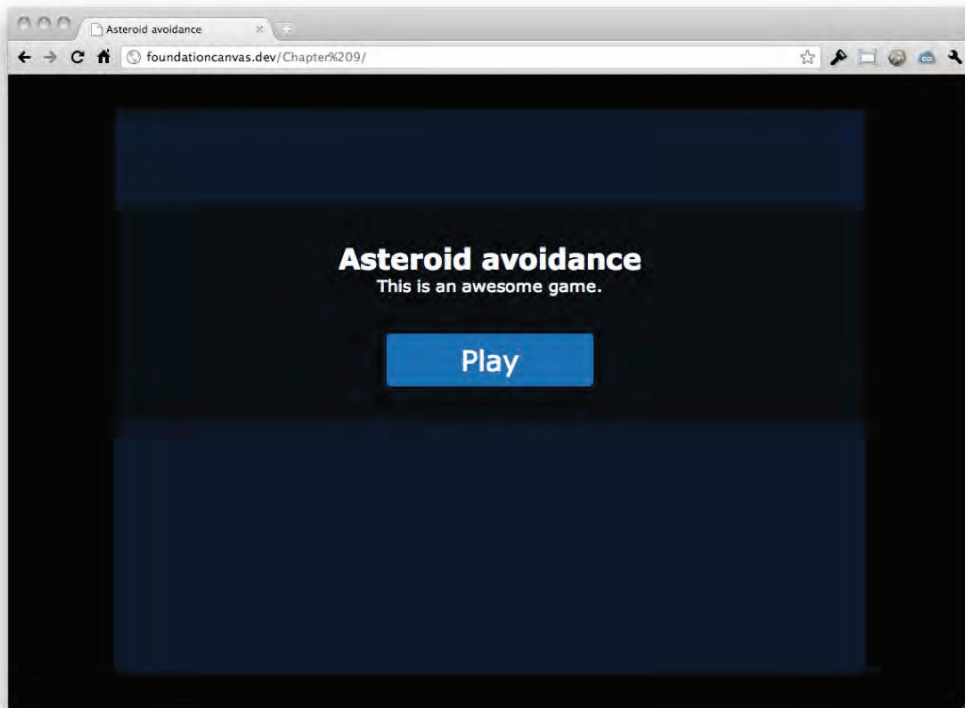 Asteroid avoidance
foundationcanvas.dev/Chapter%209/
Asteroid avoidance
This is an awesome game.
Play